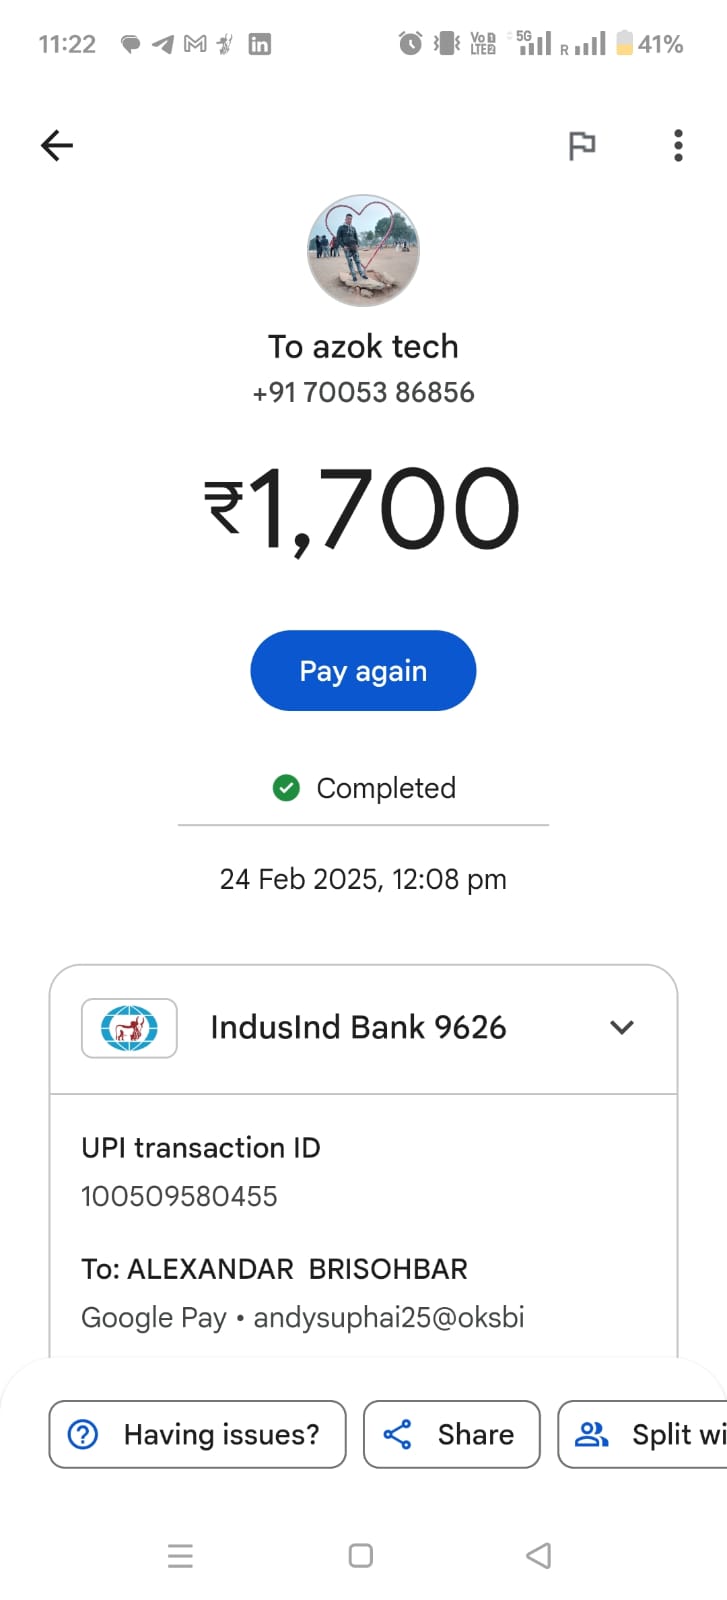 11:22
Vo LTE2
5G
R
41%
To azok tech
+91 70053 86856
₹1,700
Pay again
Completed
24 Feb 2025, 12:08 pm
IndusInd Bank 9626
UPI transaction ID
100509580455
To: ALEXANDAR BRISOHBAR
Google Pay • andysuphai25@oksbi
Having issues?
Share
Split wi